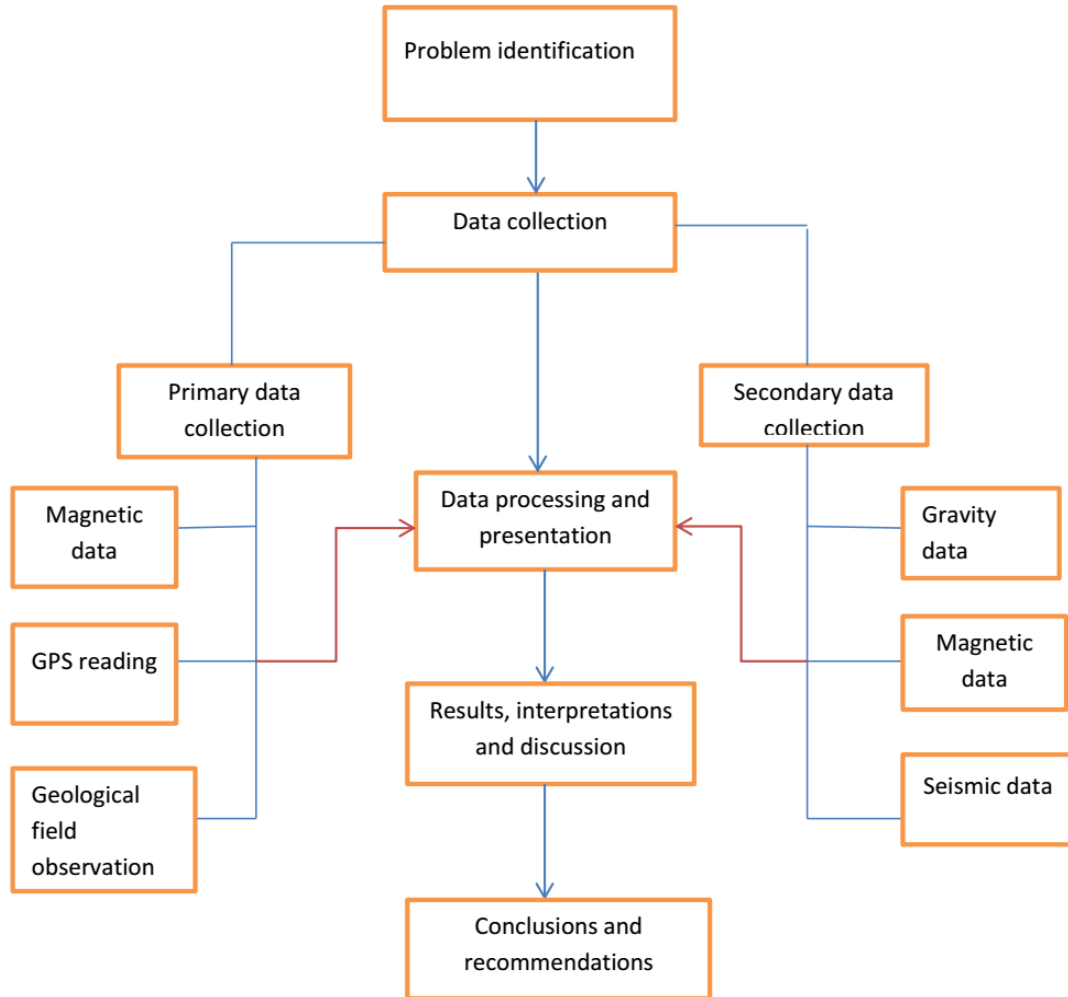 Problem identification
Data collection
Primary data
collection
Secondary data
collection
Magnetic
data
Data processing and
presentation
Gravity
data
GPS reading
Magnetic
data
Results, interpretations
and discussion
Geological
field
observation
Seismic data
Conclusions and
recommendations